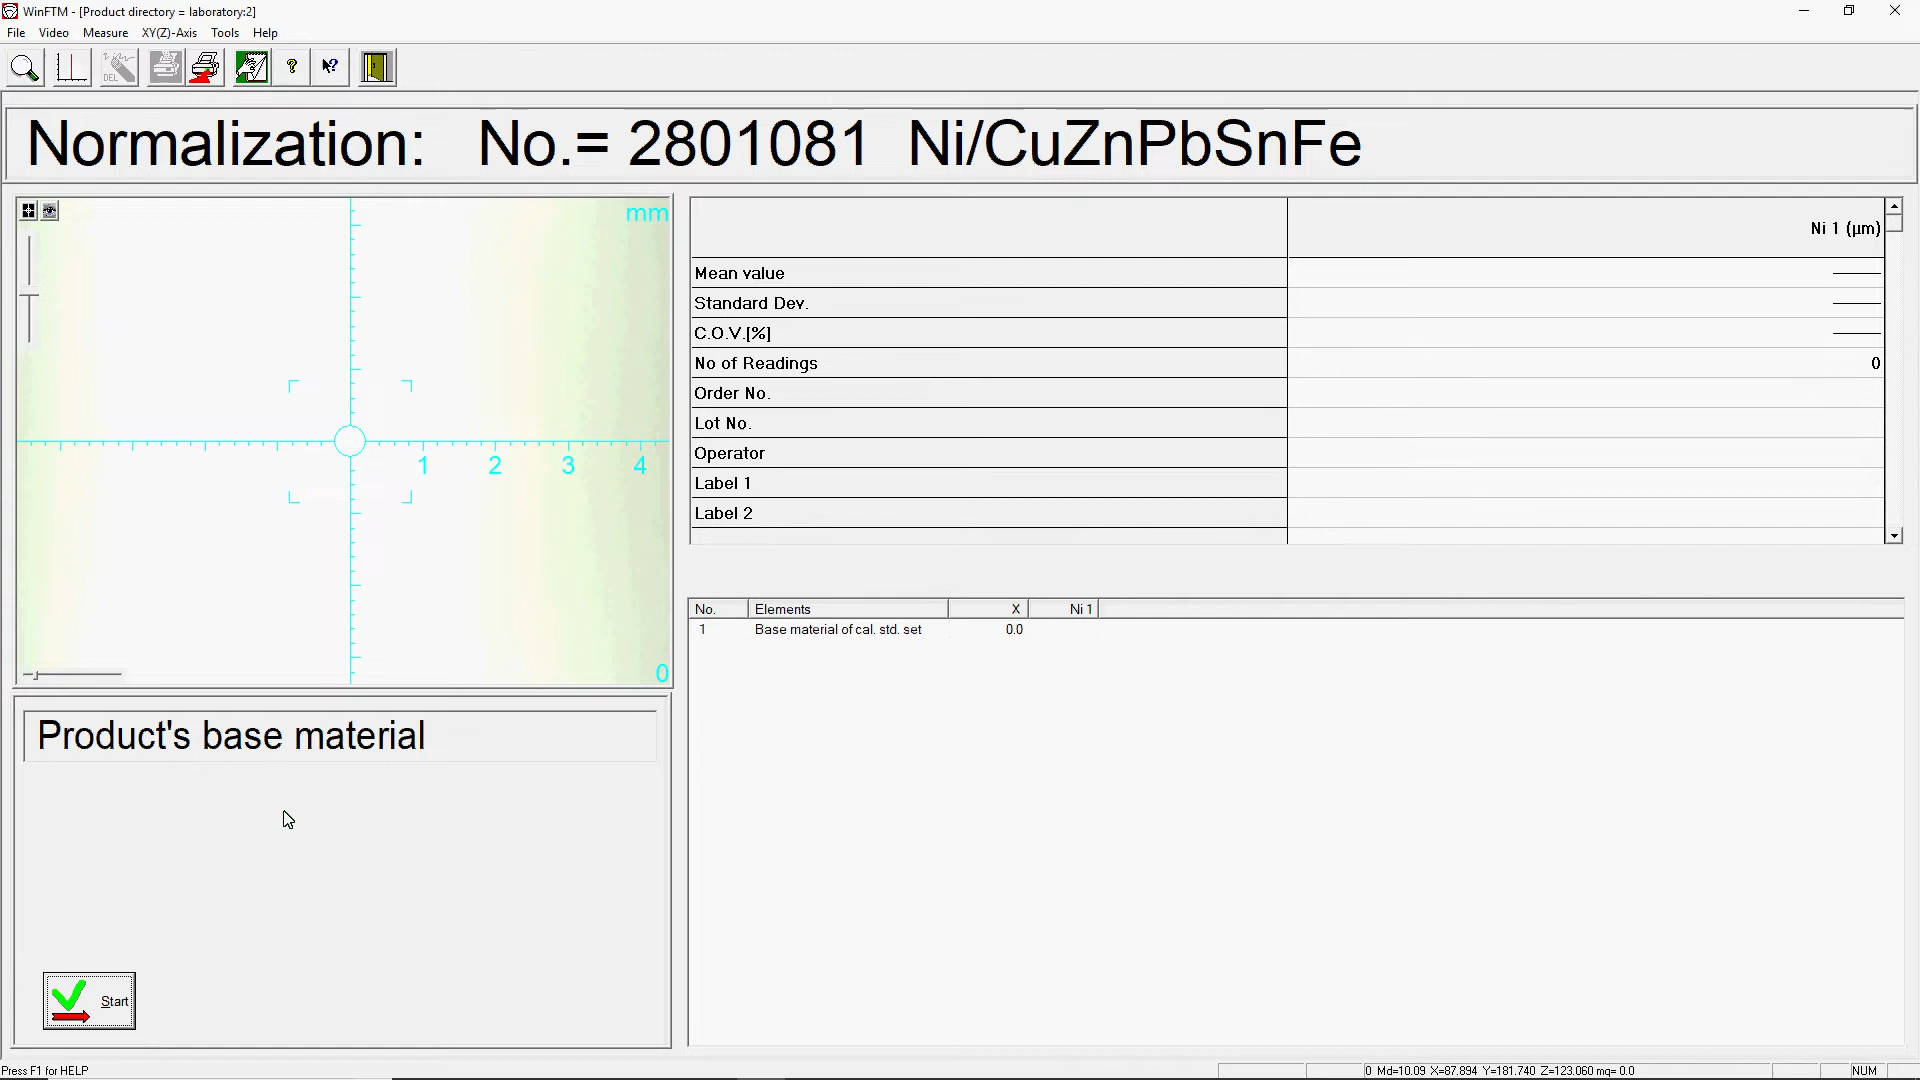 WinFTM - [Product directory = laboratory:2]
File Video Measure XY(Z)-Axis Tools Help
DEL ? ?
Normalization: No.= 2801081 Ni/CuZnPbSnFe
mm
1 2 3 4
0
Ni 1 (µm)
Mean value
Standard Dev.
C.O.V.[%]
No of Readings 0
Order No.
Lot No.
Operator
Label 1
Label 2
No. Elements X Ni 1
1 Base material of cal. std. set 0.0
Product's base material
Start
Press F1 for HELP
0 Md=10.09 X=87.894 Y=181.740 Z=123.060 mq= 0.0 NUM